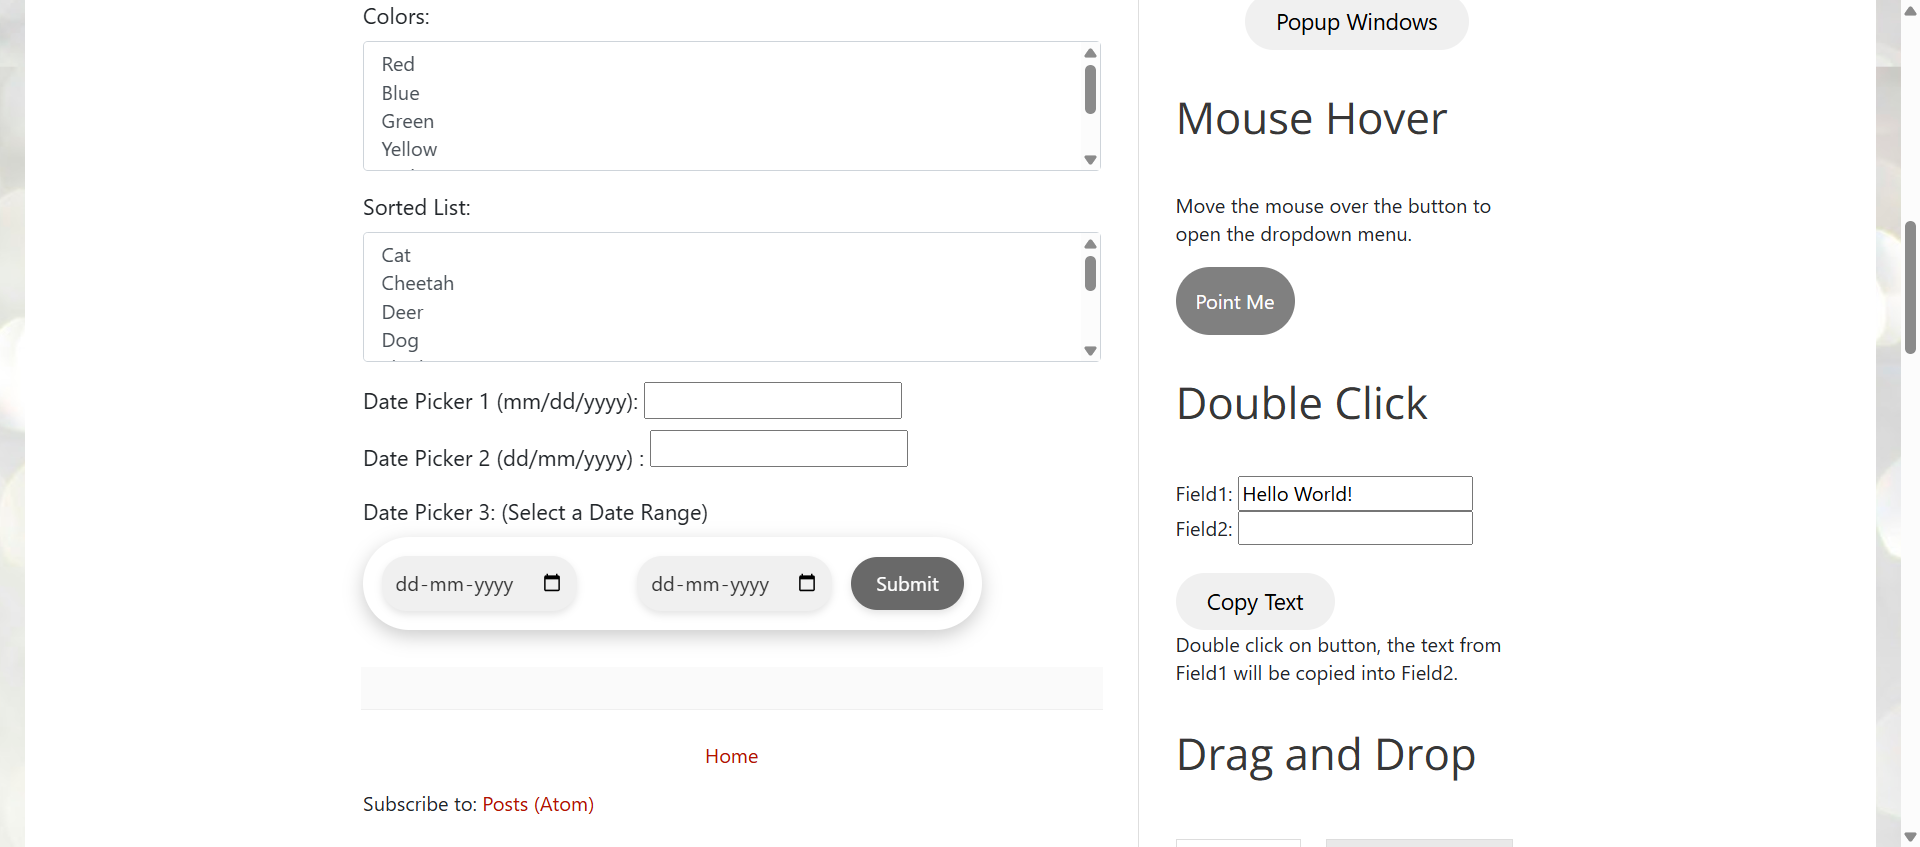 Colors:
Red
Blue
Green
Yellow
Sorted List:
Cat
Cheetah
Deer
Dog
Date Picker 1 (mm/dd/yyyy):
Date Picker 2 (dd/mm/yyyy) :
Date Picker 3: (Select a Date Range)
dd-mm-yyyy dd-mm-yyyy Submit
Home
Subscribe to: Posts (Atom)
Popup Windows
Mouse Hover
Move the mouse over the button to
open the dropdown menu.
Point Me
Double Click
Field1: Hello World!
Field2:
Copy Text
Double click on button, the text from
Field1 will be copied into Field2.
Drag and Drop